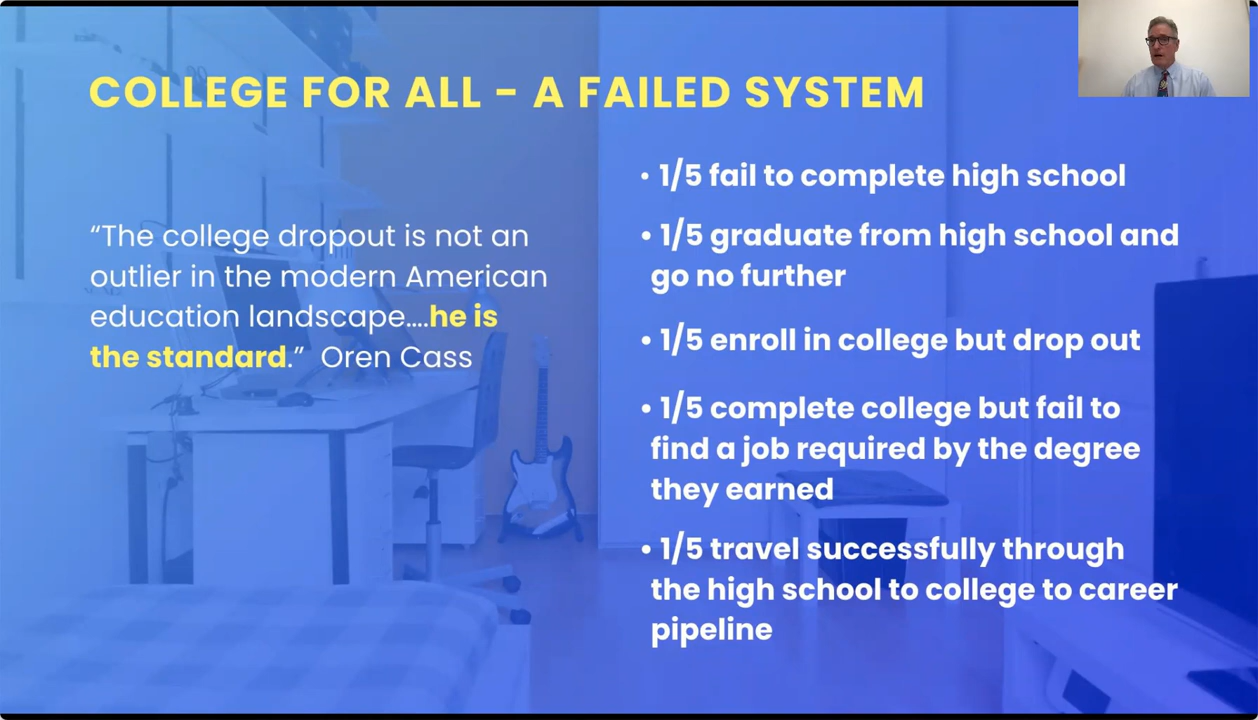 COLLEGE FOR ALL - A FAILED SYSTEM
“The college dropout is not an
outlier in the modern American
education landscape....he is
the standard.” Oren Cass
• 1/5 fail to complete high school
• 1/5 graduate from high school and
go no further
• 1/5 enroll in college but drop out
• 1/5 complete college but fail to
find a job required by the degree
they earned
• 1/5 travel successfully through
the high school to college to career
pipeline